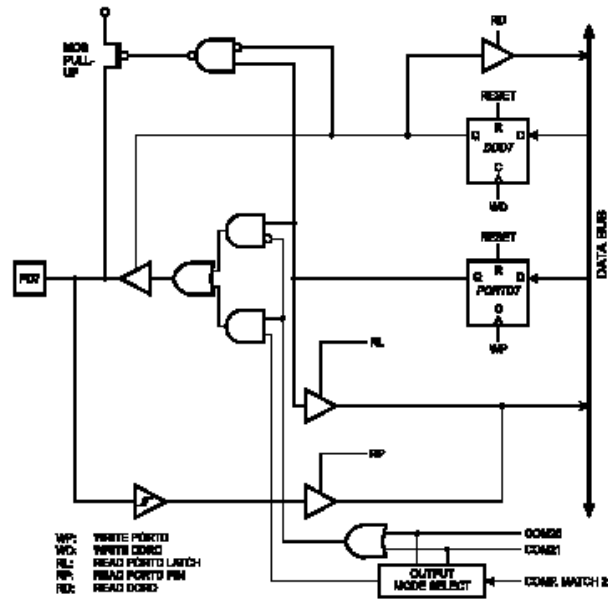 RD
MOS
PULL-
UP
RESET
Q R D
DDD7
C
WD
RESET
PD7
Q R D
PORTD7
C
WP
DATA BUS
RL
RP
WP: WRITE PORTD
WD: WRITE DDRD
RL: READ PORTD LATCH
RP: READ PORTD PIN
RD: READ DDRD
COM20
COM21
OUTPUT
MODE SELECT
COMP. MATCH 2